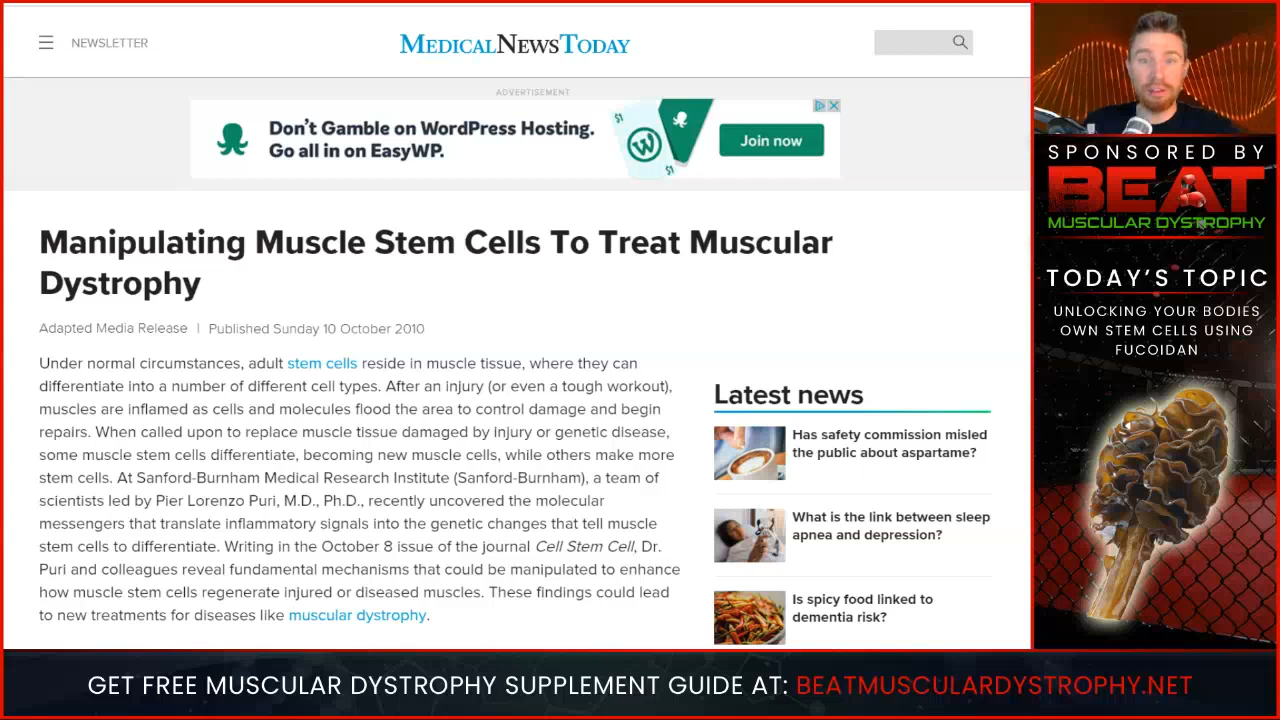 NEWSLETTER
MEDICALNEWSTODAY
ADVERTISEMENT
Don't Gamble on WordPress Hosting.
Go all in on EasyWP.
$1
W
$1
Join now
Manipulating Muscle Stem Cells To Treat Muscular
Dystrophy
Adapted Media Release | Published Sunday 10 October 2010
Under normal circumstances, adult stem cells reside in muscle tissue, where they can
differentiate into a number of different cell types. After an injury (or even a tough workout),
muscles are inflamed as cells and molecules flood the area to control damage and begin
repairs. When called upon to replace muscle tissue damaged by injury or genetic disease,
some muscle stem cells differentiate, becoming new muscle cells, while others make more
stem cells. At Sanford-Burnham Medical Research Institute (Sanford-Burnham), a team of
scientists led by Pier Lorenzo Puri, M.D., Ph.D., recently uncovered the molecular
messengers that translate inflammatory signals into the genetic changes that tell muscle
stem cells to differentiate. Writing in the October 8 issue of the journal Cell Stem Cell, Dr.
Puri and colleagues reveal fundamental mechanisms that could be manipulated to enhance
how muscle stem cells regenerate injured or diseased muscles. These findings could lead
to new treatments for diseases like muscular dystrophy.
Latest news
Has safety commission misled
the public about aspartame?
What is the link between sleep
apnea and depression?
Is spicy food linked to
dementia risk?
SPONSORED BY
BEAT
MUSCULAR DYSTROPHY
TODAY'S TOPIC
UNLOCKING YOUR BODIES
OWN STEM CELLS USING
FUCOIDAN
GET FREE MUSCULAR DYSTROPHY SUPPLEMENT GUIDE AT: BEATMUSCULARDYSTROPHY.NET